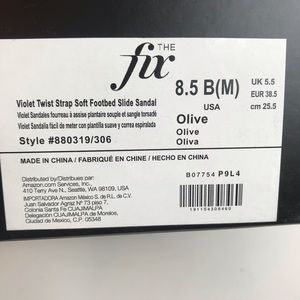 THE
fix
Violet Twist Strap Soft Footbed Slide Sandal
Violet Sandales fourreau à assise plantaire souple et sangle torsadé
Violet Sandalis fácil de meter con plantilla suave y correa espiralada
Style #880319/306
8.5 B(M)
USA
Olive
Olive
Oliva
UK 5.5
EUR 38.5
cm 25.5
MADE IN CHINA / FABRIQUÉ EN CHINE / HECHO EN CHINA
Distributed by/Distribues par:
Amazon.com Services, Inc.,
410 Terry Ave N., Seattle, WA 98109, USA
IMPORTADORA Amazon México S. de R.L. de C.V.
Juan Salvador Agraz N° 73 piso 7,
Colonia Santa Fe CUAJIMALPA
Delegación CUAJIMALPA de Morelos,
Ciudad de México, C.P. 05348
B07754 P9L4